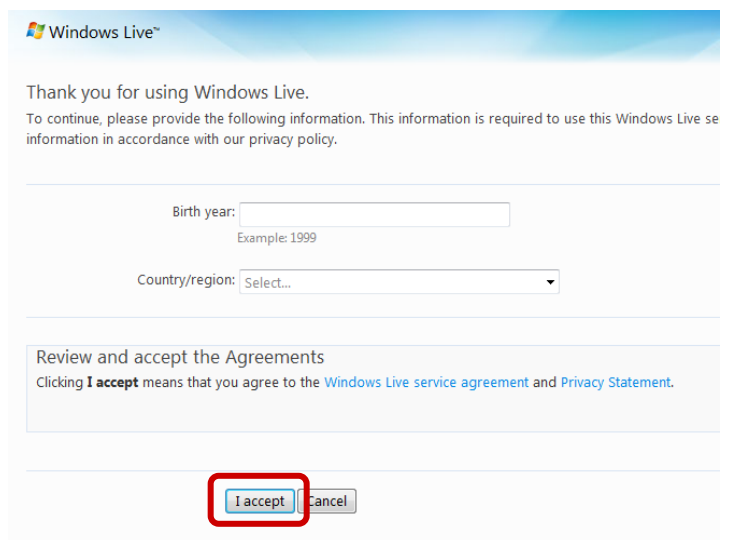 Windows Live™
Thank you for using Windows Live.
To continue, please provide the following information. This information is required to use this Windows Live se
information in accordance with our privacy policy.
Birth year:
Example: 1999
Country/region: Select...
Review and accept the Agreements
Clicking I accept means that you agree to the Windows Live service agreement and Privacy Statement.
I accept Cancel